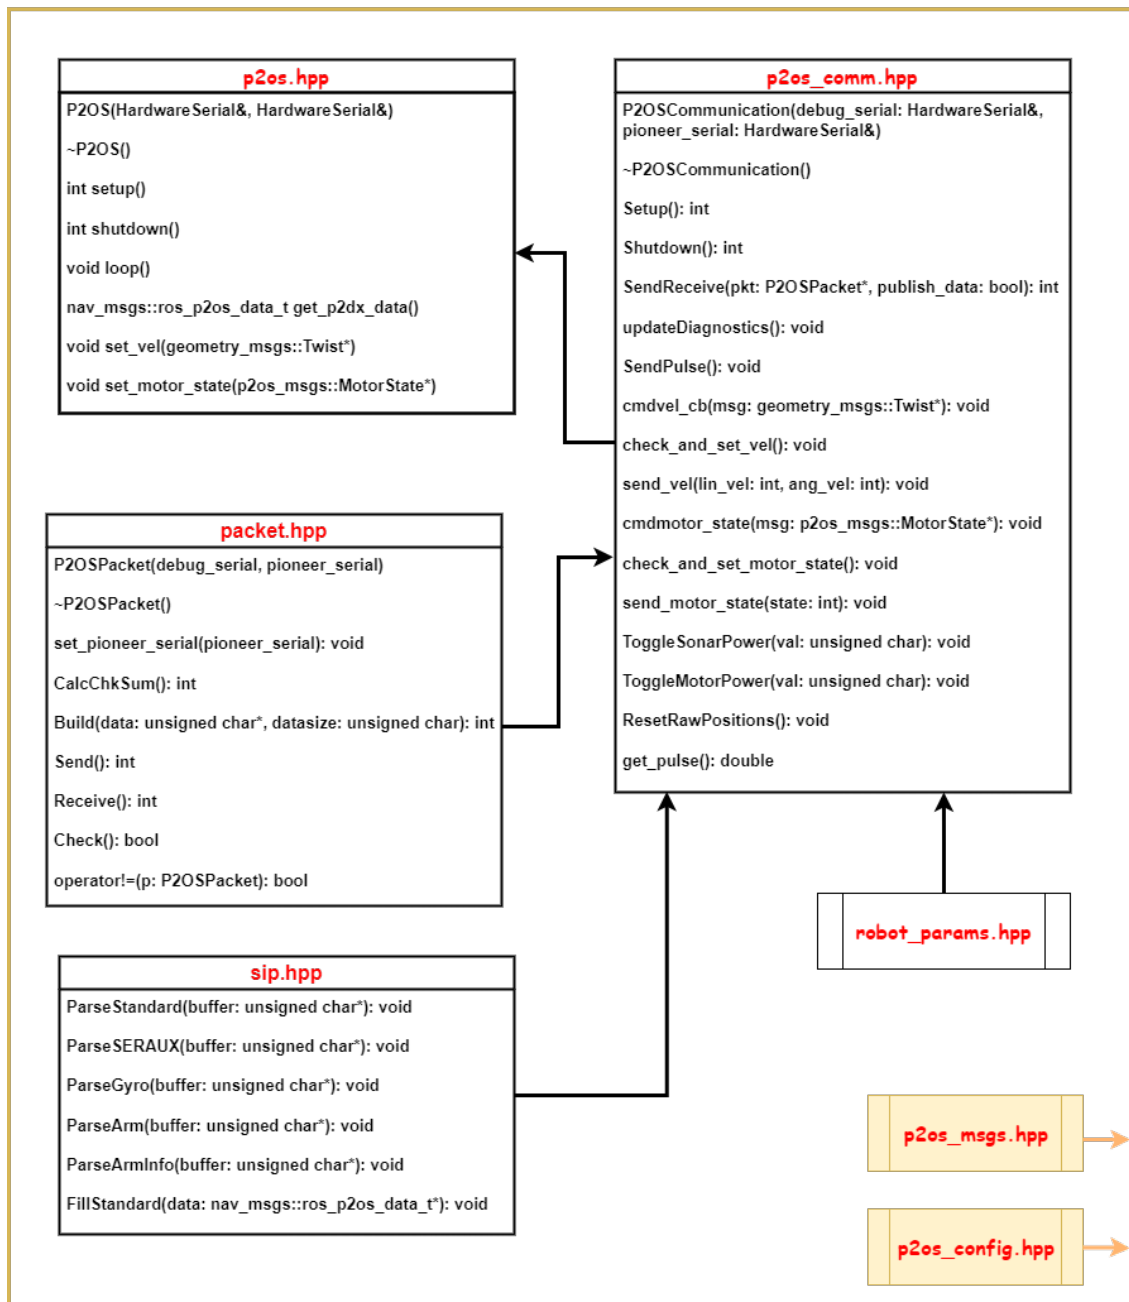 p2os.hpp
P2OS(HardwareSerial&, HardwareSerial&)
~P2OS()
int setup()
int shutdown()
void loop()
nav_msgs::ros_p2os_data_t get_p2dx_data()
void set_vel(geometry_msgs::Twist*)
void set_motor_state(p2os_msgs::MotorState*)
p2os_comm.hpp
P2OSCommunication(debug_serial: HardwareSerial&,
pioneer_serial: HardwareSerial&)
~P2OSCommunication()
Setup(): int
Shutdown(): int
SendReceive(pkt: P2OSPacket*, publish_data: bool): int
updateDiagnostics(): void
SendPulse(): void
cmdvel_cb(msg: geometry_msgs::Twist*): void
check_and_set_vel(): void
send_vel(lin_vel: int, ang_vel: int): void
cmdmotor_state(msg: p2os_msgs::MotorState*): void
check_and_set_motor_state(): void
send_motor_state(state: int): void
ToggleSonarPower(val: unsigned char): void
ToggleMotorPower(val: unsigned char): void
ResetRawPositions(): void
get_pulse(): double
packet.hpp
P2OSPacket(debug_serial, pioneer_serial)
~P2OSPacket()
set_pioneer_serial(pioneer_serial): void
CalcChkSum(): int
Build(data: unsigned char*, datasize: unsigned char): int
Send(): int
Receive(): int
Check(): bool
operator!=(p: P2OSPacket): bool
robot_params.hpp
sip.hpp
ParseStandard(buffer: unsigned char*): void
ParseSERAUX(buffer: unsigned char*): void
ParseGyro(buffer: unsigned char*): void
ParseArm(buffer: unsigned char*): void
ParseArmInfo(buffer: unsigned char*): void
FillStandard(data: nav_msgs::ros_p2os_data_t*): void
p2os_msgs.hpp
p2os_config.hpp